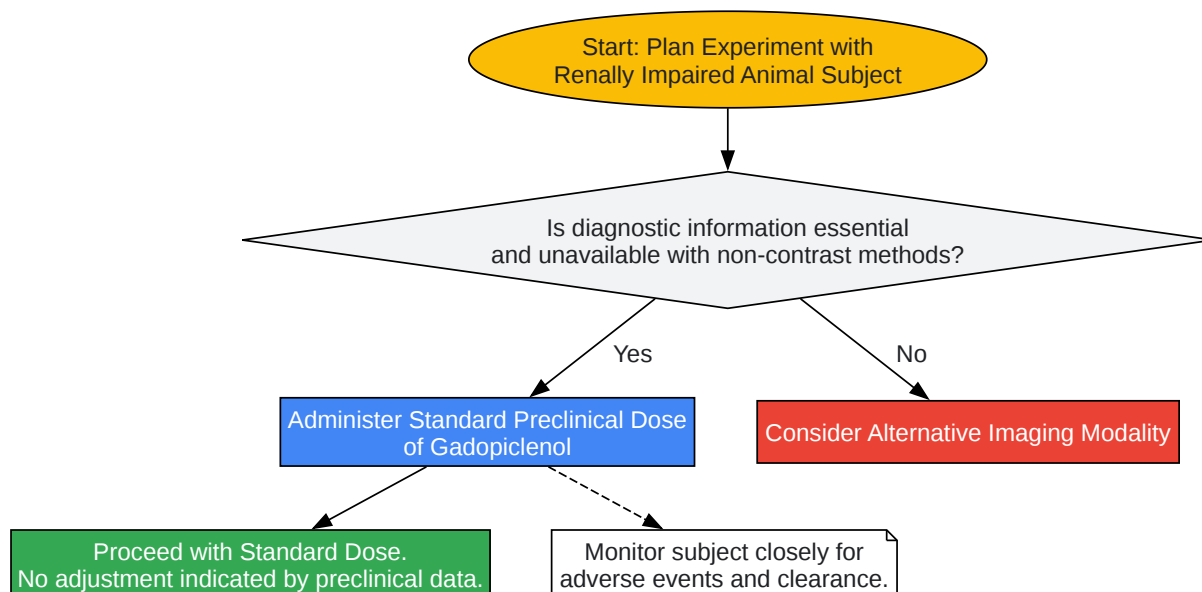 Start: Plan Experiment with
Renally Impaired Animal Subject
Is diagnostic information essential
and unavailable with non-contrast methods?
Yes
No
Administer Standard Preclinical Dose
of Gadopiclenol
Consider Alternative Imaging Modality
Proceed with Standard Dose.
No adjustment indicated by preclinical data.
Monitor subject closely for
adverse events and clearance.